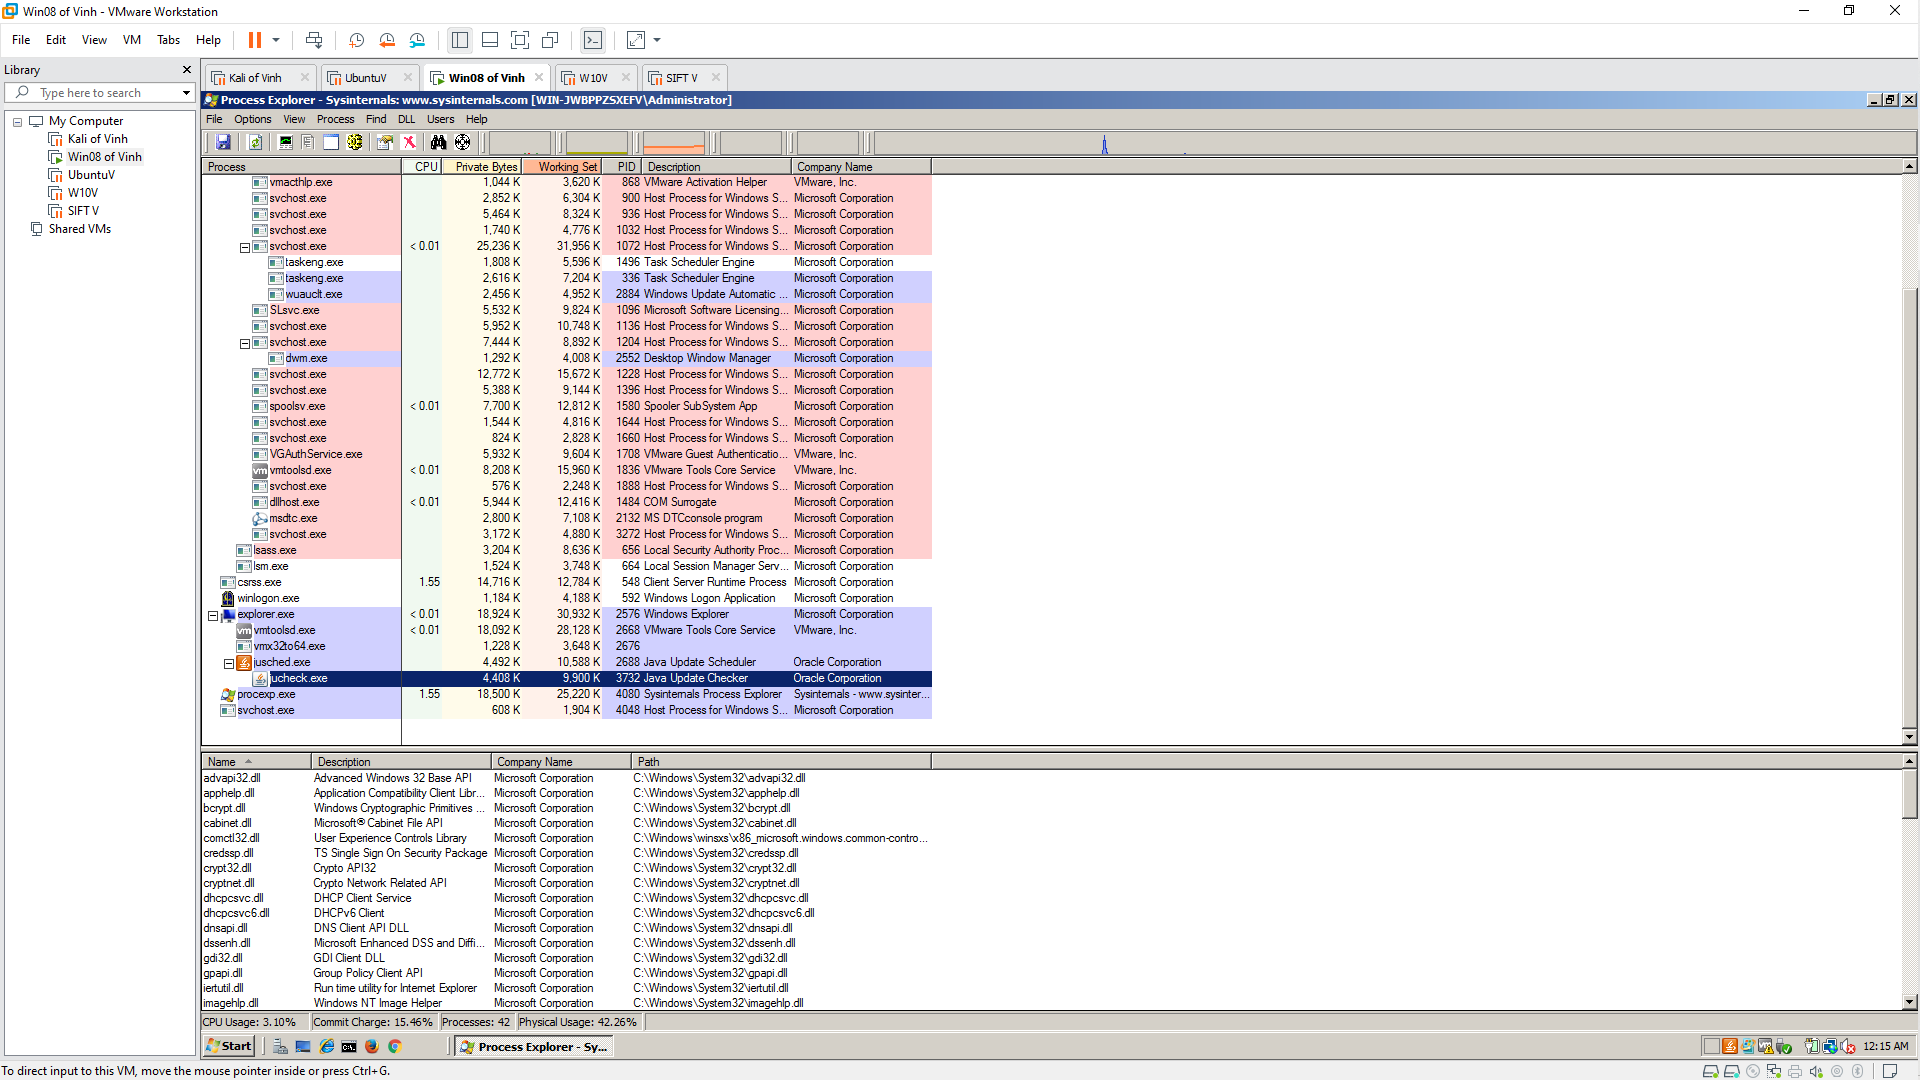 Win08 of Vinh - VMware Workstation
File Edit View VM Tabs Help
Library
Type here to search
My Computer
Kali of Vinh
Win08 of Vinh
UbuntuV
W10V
SIFT V
Shared VMs
Kali of Vinh UbuntuV Win08 of Vinh W10V SIFT V
Process Explorer - Sysinternals: www.sysinternals.com [WIN-JWBPPZSXEFV\Administrator]
File Options View Process Find DLL Users Help
Process CPU Private Bytes Working Set PID Description Company Name
vmacthlp.exe 1,044 K 3,620 K 868 VMware Activation Helper VMware, Inc.
svchost.exe 2,852 K 6,304 K 900 Host Process for Windows S... Microsoft Corporation
svchost.exe 5,464 K 8,324 K 936 Host Process for Windows S... Microsoft Corporation
svchost.exe 1,740 K 4,776 K 1032 Host Process for Windows S... Microsoft Corporation
svchost.exe < 0.01 25,236 K 31,956 K 1072 Host Process for Windows S... Microsoft Corporation
taskeng.exe 1,808 K 5,596 K 1496 Task Scheduler Engine Microsoft Corporation
taskeng.exe 2,616 K 7,204 K 336 Task Scheduler Engine Microsoft Corporation
wuauclt.exe 2,456 K 4,952 K 2884 Windows Update Automatic ... Microsoft Corporation
SLsvc.exe 5,532 K 9,824 K 1096 Microsoft Software Licensing... Microsoft Corporation
svchost.exe 5,952 K 10,748 K 1136 Host Process for Windows S... Microsoft Corporation
svchost.exe 7,444 K 8,892 K 1204 Host Process for Windows S... Microsoft Corporation
dwm.exe 1,292 K 4,008 K 2552 Desktop Window Manager Microsoft Corporation
svchost.exe 12,772 K 15,672 K 1228 Host Process for Windows S... Microsoft Corporation
svchost.exe 5,388 K 9,144 K 1396 Host Process for Windows S... Microsoft Corporation
spoolsv.exe < 0.01 7,700 K 12,812 K 1580 Spooler SubSystem App Microsoft Corporation
svchost.exe 1,544 K 4,816 K 1644 Host Process for Windows S... Microsoft Corporation
svchost.exe 824 K 2,828 K 1660 Host Process for Windows S... Microsoft Corporation
VGAuthService.exe 5,932 K 9,604 K 1708 VMware Guest Authenticatio... VMware, Inc.
vmtoolsd.exe < 0.01 8,208 K 15,960 K 1836 VMware Tools Core Service VMware, Inc.
svchost.exe 576 K 2,248 K 1888 Host Process for Windows S... Microsoft Corporation
dllhost.exe < 0.01 5,944 K 12,416 K 1484 COM Surrogate Microsoft Corporation
msdtc.exe 2,800 K 7,108 K 2132 MS DTCconsole program Microsoft Corporation
svchost.exe 3,172 K 4,880 K 3272 Host Process for Windows S... Microsoft Corporation
lsass.exe 3,204 K 8,636 K 656 Local Security Authority Proc... Microsoft Corporation
lsm.exe 1,524 K 3,748 K 664 Local Session Manager Serv... Microsoft Corporation
csrss.exe 1.55 14,716 K 12,784 K 548 Client Server Runtime Process Microsoft Corporation
winlogon.exe 1,184 K 4,188 K 592 Windows Logon Application Microsoft Corporation
explorer.exe < 0.01 18,924 K 30,932 K 2576 Windows Explorer Microsoft Corporation
vmtoolsd.exe < 0.01 18,092 K 28,128 K 2668 VMware Tools Core Service VMware, Inc.
vmx32to64.exe 1,228 K 3,648 K 2676
jusched.exe 4,492 K 10,588 K 2688 Java Update Scheduler Oracle Corporation
jucheck.exe 4,408 K 9,900 K 3732 Java Update Checker Oracle Corporation
procexp.exe 1.55 18,500 K 25,220 K 4080 Sysinternals Process Explorer Sysinternals - www.sysinter...
svchost.exe 608 K 1,904 K 4048 Host Process for Windows S... Microsoft Corporation
Name Description Company Name Path
advapi32.dll Advanced Windows 32 Base API Microsoft Corporation C:\Windows\System32\advapi32.dll
apphelp.dll Application Compatibility Client Libr... Microsoft Corporation C:\Windows\System32\apphelp.dll
bcrypt.dll Windows Cryptographic Primitives ... Microsoft Corporation C:\Windows\System32\bcrypt.dll
cabinet.dll Microsoft® Cabinet File API Microsoft Corporation C:\Windows\System32\cabinet.dll
comctl32.dll User Experience Controls Library Microsoft Corporation C:\Windows\winsxs\x86_microsoft.windows.common-contro...
credssp.dll TS Single Sign On Security Package Microsoft Corporation C:\Windows\System32\credssp.dll
crypt32.dll Crypto API32 Microsoft Corporation C:\Windows\System32\crypt32.dll
cryptnet.dll Crypto Network Related API Microsoft Corporation C:\Windows\System32\cryptnet.dll
dhcpcsvc.dll DHCP Client Service Microsoft Corporation C:\Windows\System32\dhcpcsvc.dll
dhcpcsvc6.dll DHCPv6 Client Microsoft Corporation C:\Windows\System32\dhcpcsvc6.dll
dnsapi.dll DNS Client API DLL Microsoft Corporation C:\Windows\System32\dnsapi.dll
dssenh.dll Microsoft Enhanced DSS and Diffi... Microsoft Corporation C:\Windows\System32\dssenh.dll
gdi32.dll GDI Client DLL Microsoft Corporation C:\Windows\System32\gdi32.dll
gpapi.dll Group Policy Client API Microsoft Corporation C:\Windows\System32\gpapi.dll
iertutil.dll Run time utility for Internet Explorer Microsoft Corporation C:\Windows\System32\iertutil.dll
imagehlp.dll Windows NT Image Helper Microsoft Corporation C:\Windows\System32\imagehlp.dll
CPU Usage: 3.10% Commit Charge: 15.46% Processes: 42 Physical Usage: 42.26%
Start Process Explorer - Sy... 12:15 AM
To direct input to this VM, move the mouse pointer inside or press Ctrl+G.